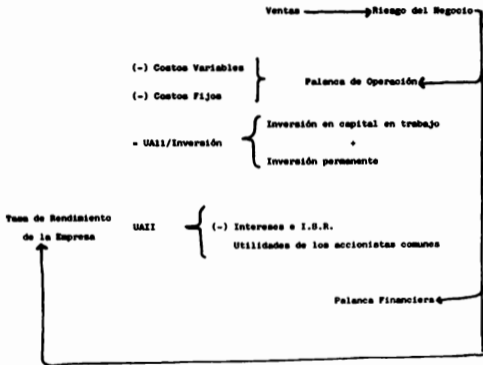 Ventas Riesgo del Negocio
(-) Costos Variables
Palanca de Operación
(-) Costos Fijos
Inversión en capital en trabajo
= UAII/Inversión +
Inversión permanente
Tasa de Rendimiento
de la Empresa
UAII (-) Intereses e I.S.R.
Utilidades de los accionistas comunes
Palanca Financiera